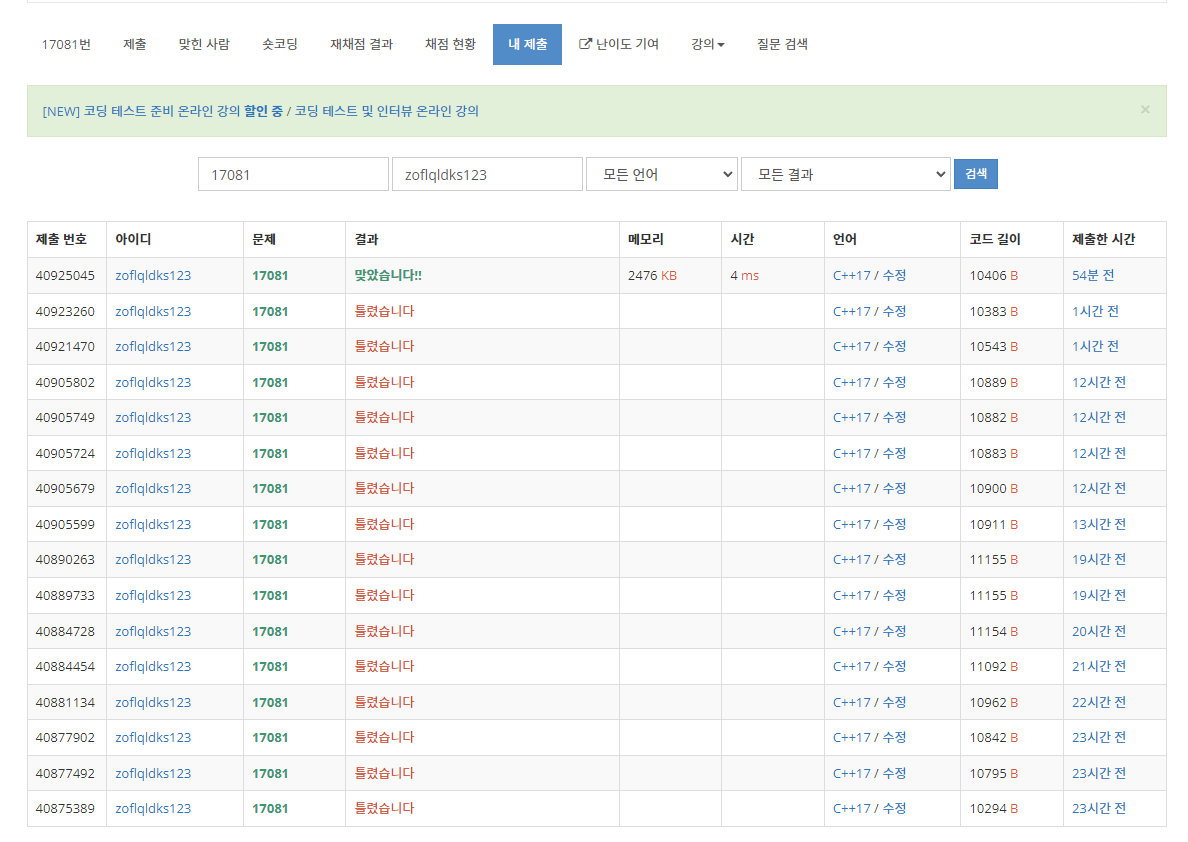 17081번 제출 맞힌 사람 숏코딩 재채점 결과 채점 현황 내 제출 난이도 기여 강의 질문 검색
[NEW] 코딩 테스트 준비 온라인 강의 할인 중 / 코딩 테스트 및 인터뷰 온라인 강의 ×
17081 zoflqldks123 모든 언어 모든 결과 검색
제출 번호 아이디 문제 결과 메모리 시간 언어 코드 길이 제출한 시간
40925045 zoflqldks123 17081 맞았습니다!! 2476 KB 4 ms C++17 / 수정 10406 B 54분 전
40923260 zoflqldks123 17081 틀렸습니다 C++17 / 수정 10383 B 1시간 전
40921470 zoflqldks123 17081 틀렸습니다 C++17 / 수정 10543 B 1시간 전
40905802 zoflqldks123 17081 틀렸습니다 C++17 / 수정 10889 B 12시간 전
40905749 zoflqldks123 17081 틀렸습니다 C++17 / 수정 10882 B 12시간 전
40905724 zoflqldks123 17081 틀렸습니다 C++17 / 수정 10883 B 12시간 전
40905679 zoflqldks123 17081 틀렸습니다 C++17 / 수정 10900 B 12시간 전
40905599 zoflqldks123 17081 틀렸습니다 C++17 / 수정 10911 B 13시간 전
40890263 zoflqldks123 17081 틀렸습니다 C++17 / 수정 11155 B 19시간 전
40889733 zoflqldks123 17081 틀렸습니다 C++17 / 수정 11155 B 19시간 전
40884728 zoflqldks123 17081 틀렸습니다 C++17 / 수정 11154 B 20시간 전
40884454 zoflqldks123 17081 틀렸습니다 C++17 / 수정 11092 B 21시간 전
40881134 zoflqldks123 17081 틀렸습니다 C++17 / 수정 10962 B 22시간 전
40877902 zoflqldks123 17081 틀렸습니다 C++17 / 수정 10842 B 23시간 전
40877492 zoflqldks123 17081 틀렸습니다 C++17 / 수정 10795 B 23시간 전
40875389 zoflqldks123 17081 틀렸습니다 C++17 / 수정 10294 B 23시간 전